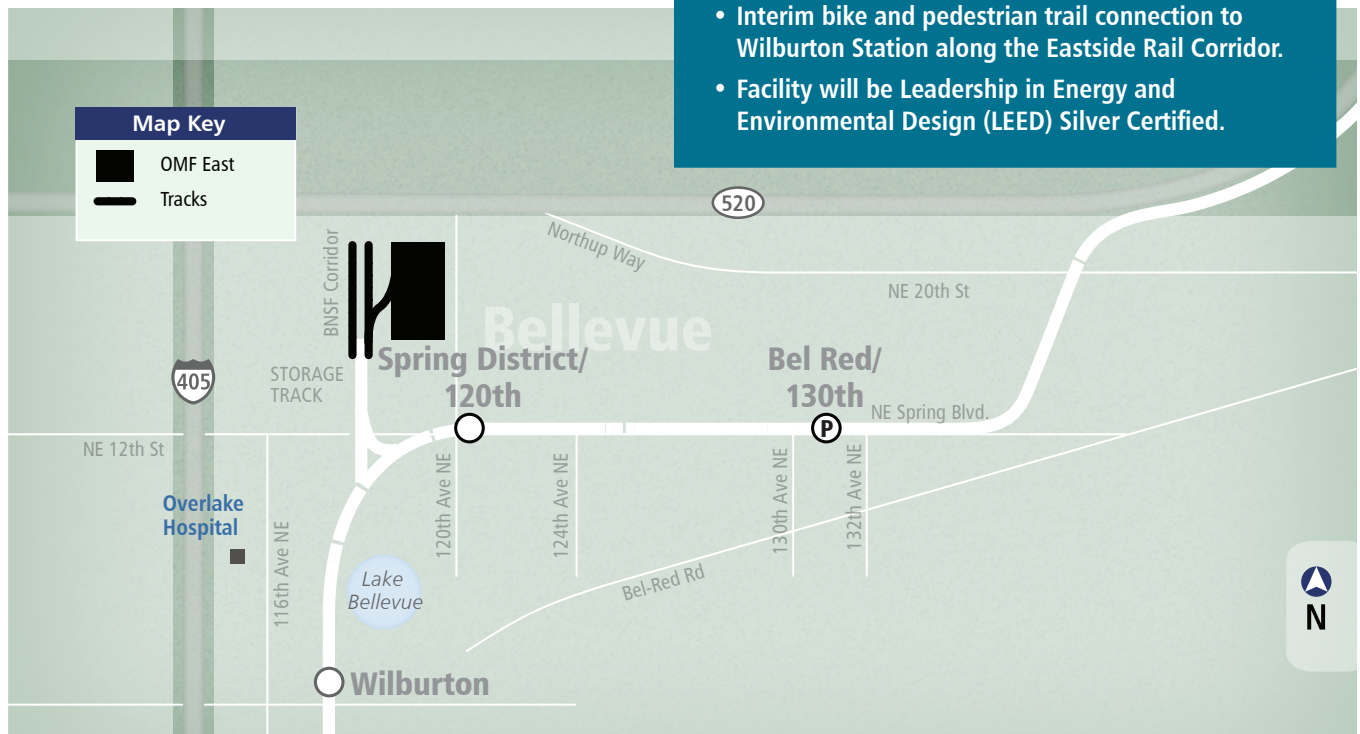 • Interim bike and pedestrian trail connection to
Wilburton Station along the Eastside Rail Corridor.
• Facility will be Leadership in Energy and
Environmental Design (LEED) Silver Certified.
Map Key
OMF East
Tracks
520
BNSF Corridor
Northup Way
NE 20th St
Bellevue
405
STORAGE
TRACK
Spring District/
120th
Bel Red/
130th
P
NE Spring Blvd.
NE 12th St
Overlake
Hospital
116th Ave NE
120th Ave NE
124th Ave NE
130th Ave NE
132th Ave NE
Lake
Bellevue
Bel-Red Rd
N
Wilburton